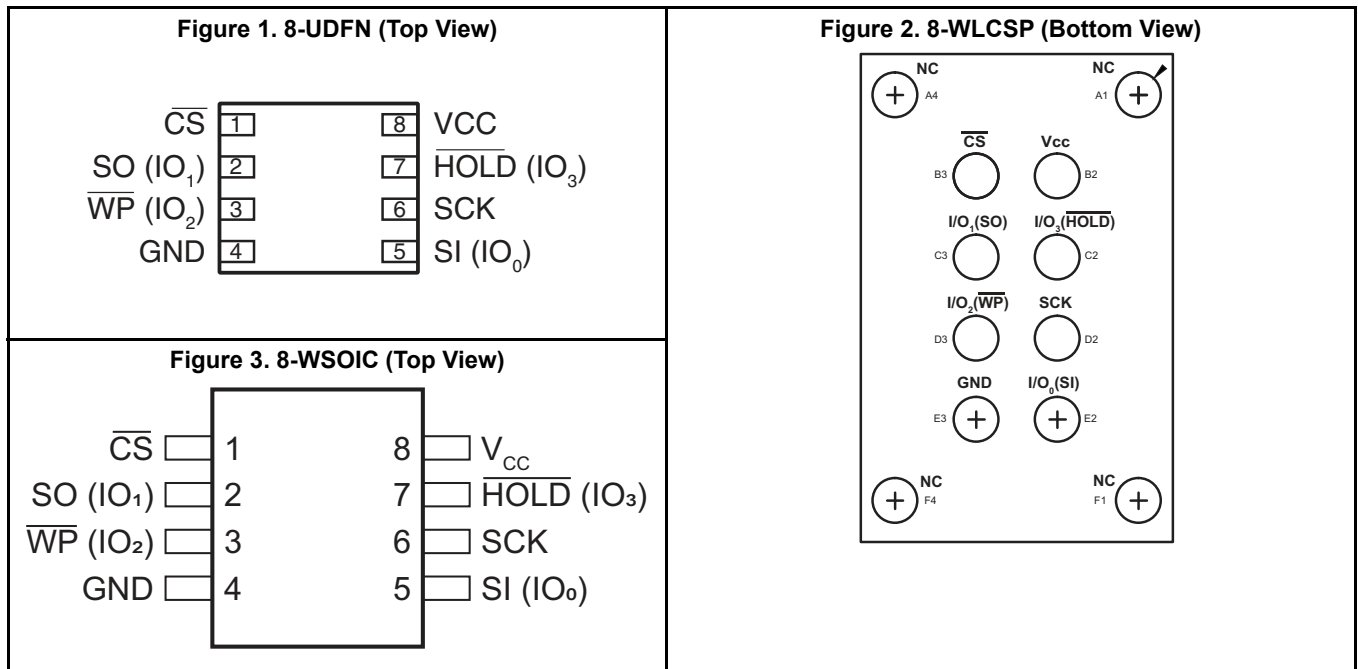 Figure 1. 8-UDFN (Top View)
CS 1 8 VCC
SO (IO1) 2 7 HOLD (IO3)
WP (IO2) 3 6 SCK
GND 4 5 SI (IO0)
Figure 3. 8-WSOIC (Top View)
CS 1 8 VCC
SO (IO1) 2 7 HOLD (IO3)
WP (IO2) 3 6 SCK
GND 4 5 SI (IO0)
Figure 2. 8-WLCSP (Bottom View)
NC NC
A4 A1
CS Vcc
B3 B2
I/O1(SO) I/O3(HOLD)
C3 C2
I/O2(WP) SCK
D3 D2
GND I/O0(SI)
E3 E2
NC NC
F4 F1